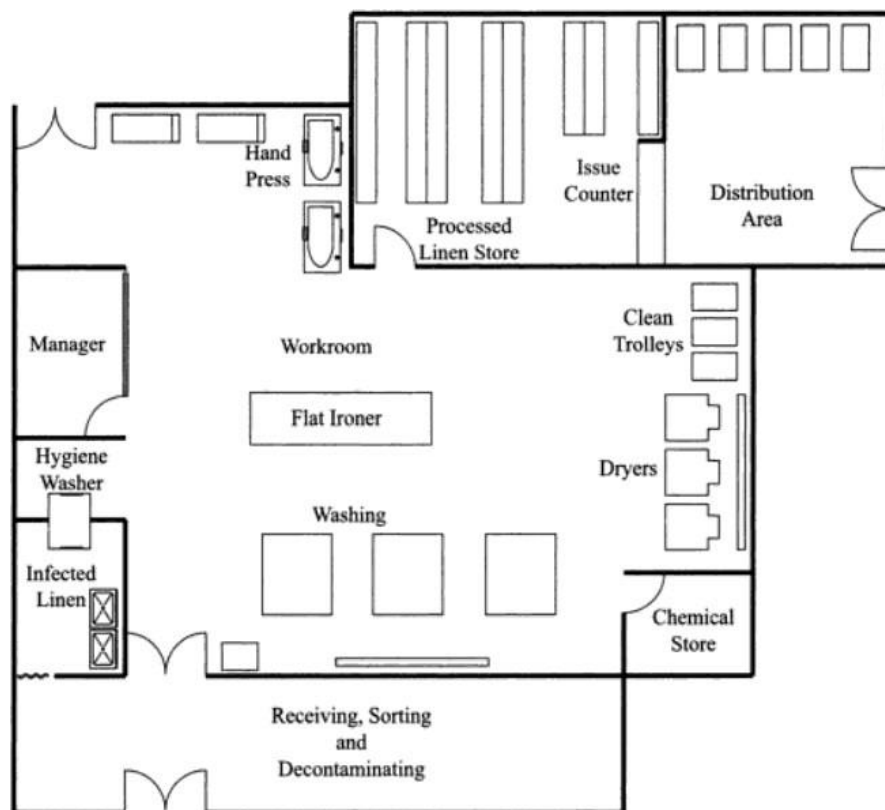 Hand
Press
Issue
Counter
Processed
Linen Store
Distribution
Area
Manager
Workroom
Clean
Trolleys
Flat Ironer
Hygiene
Washer
Dryers
Washing
Infected
Linen
Chemical
Store
Receiving, Sorting
and
Decontaminating